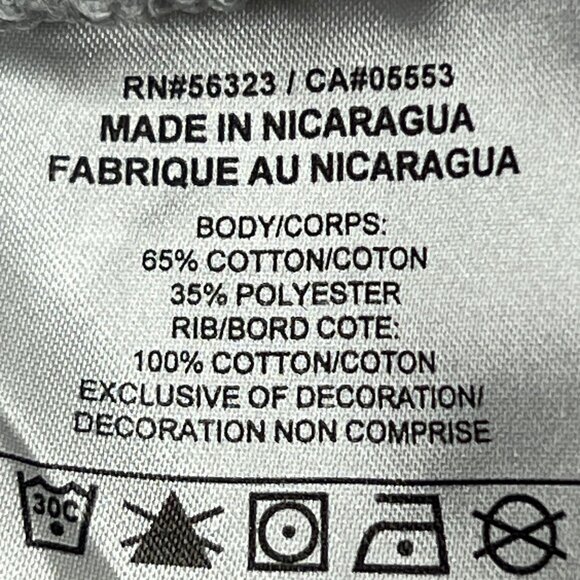 RN#56323 / CA#05553
MADE IN NICARAGUA
FABRIQUE AU NICARAGUA
BODY/CORPS:
65% COTTON/COTON
35% POLYESTER
RIB/BORD COTE:
100% COTTON/COTON
EXCLUSIVE OF DECORATION/
DECORATION NON COMPRISE
30C